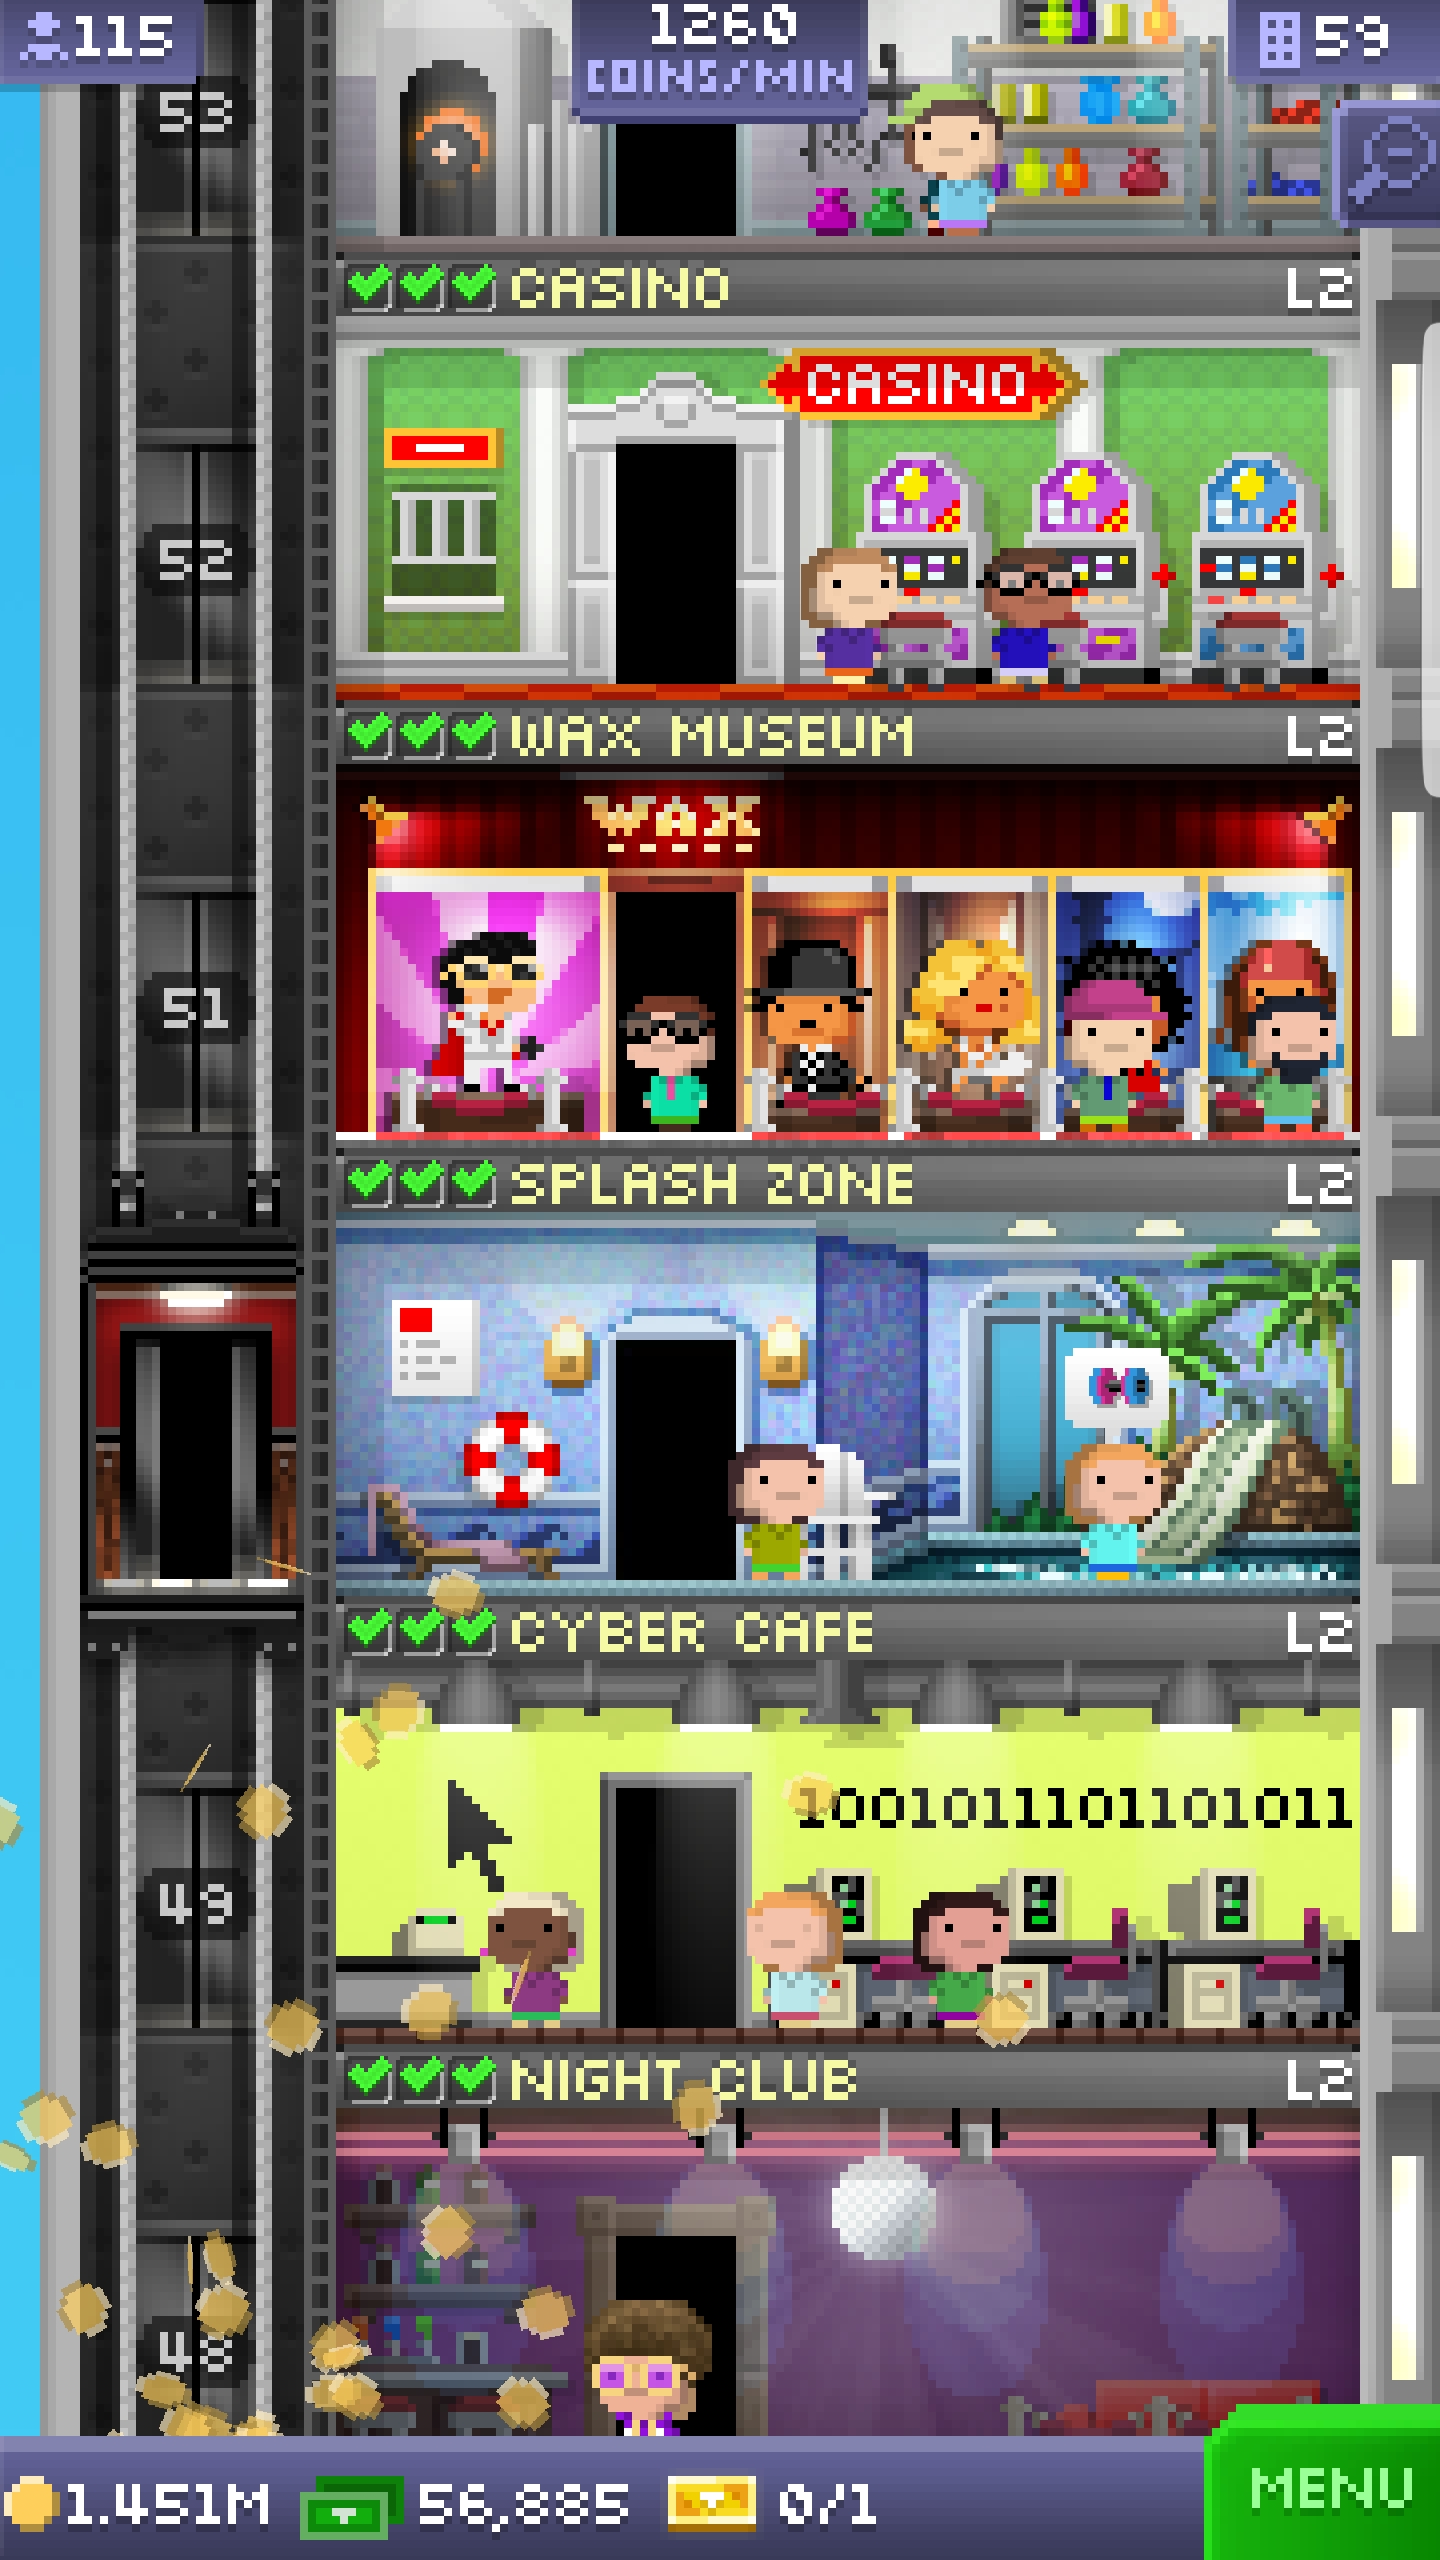 115
1260
COINS/MIN
59
53
CASINO L2
CASINO
52
WAX MUSEUM L2
WAX
51
SPLASH ZONE L2
CYBER CAFE L2
1001011101101011
49
NIGHT CLUB L2
48
1.451M 56,885 0/1 MENU